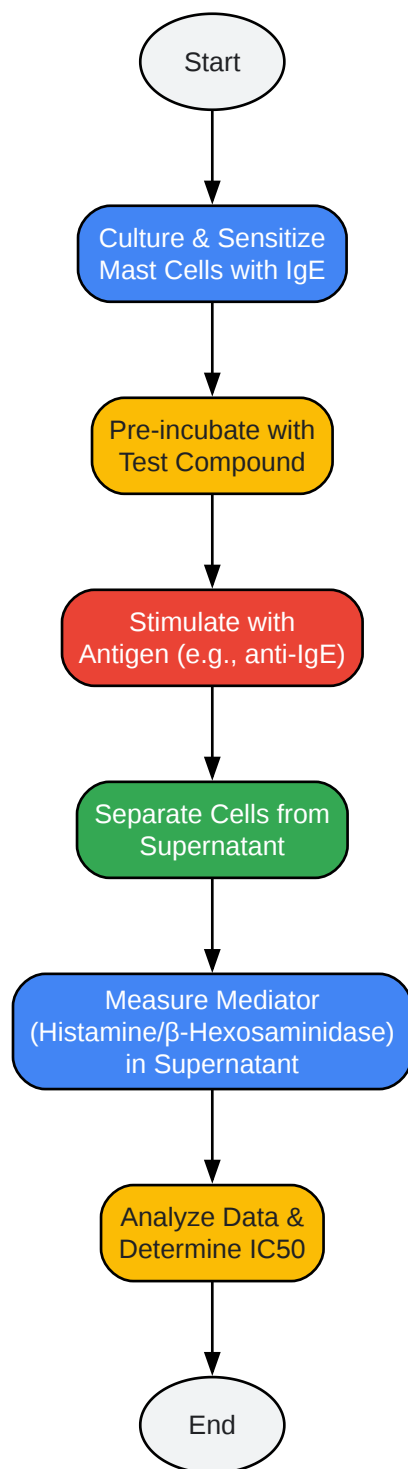 Start
Culture & Sensitize
Mast Cells with IgE
Pre-incubate with
Test Compound
Stimulate with
Antigen (e.g., anti-IgE)
Separate Cells from
Supernatant
Measure Mediator
(Histamine/β-Hexosaminidase)
in Supernatant
Analyze Data &
Determine IC50
End